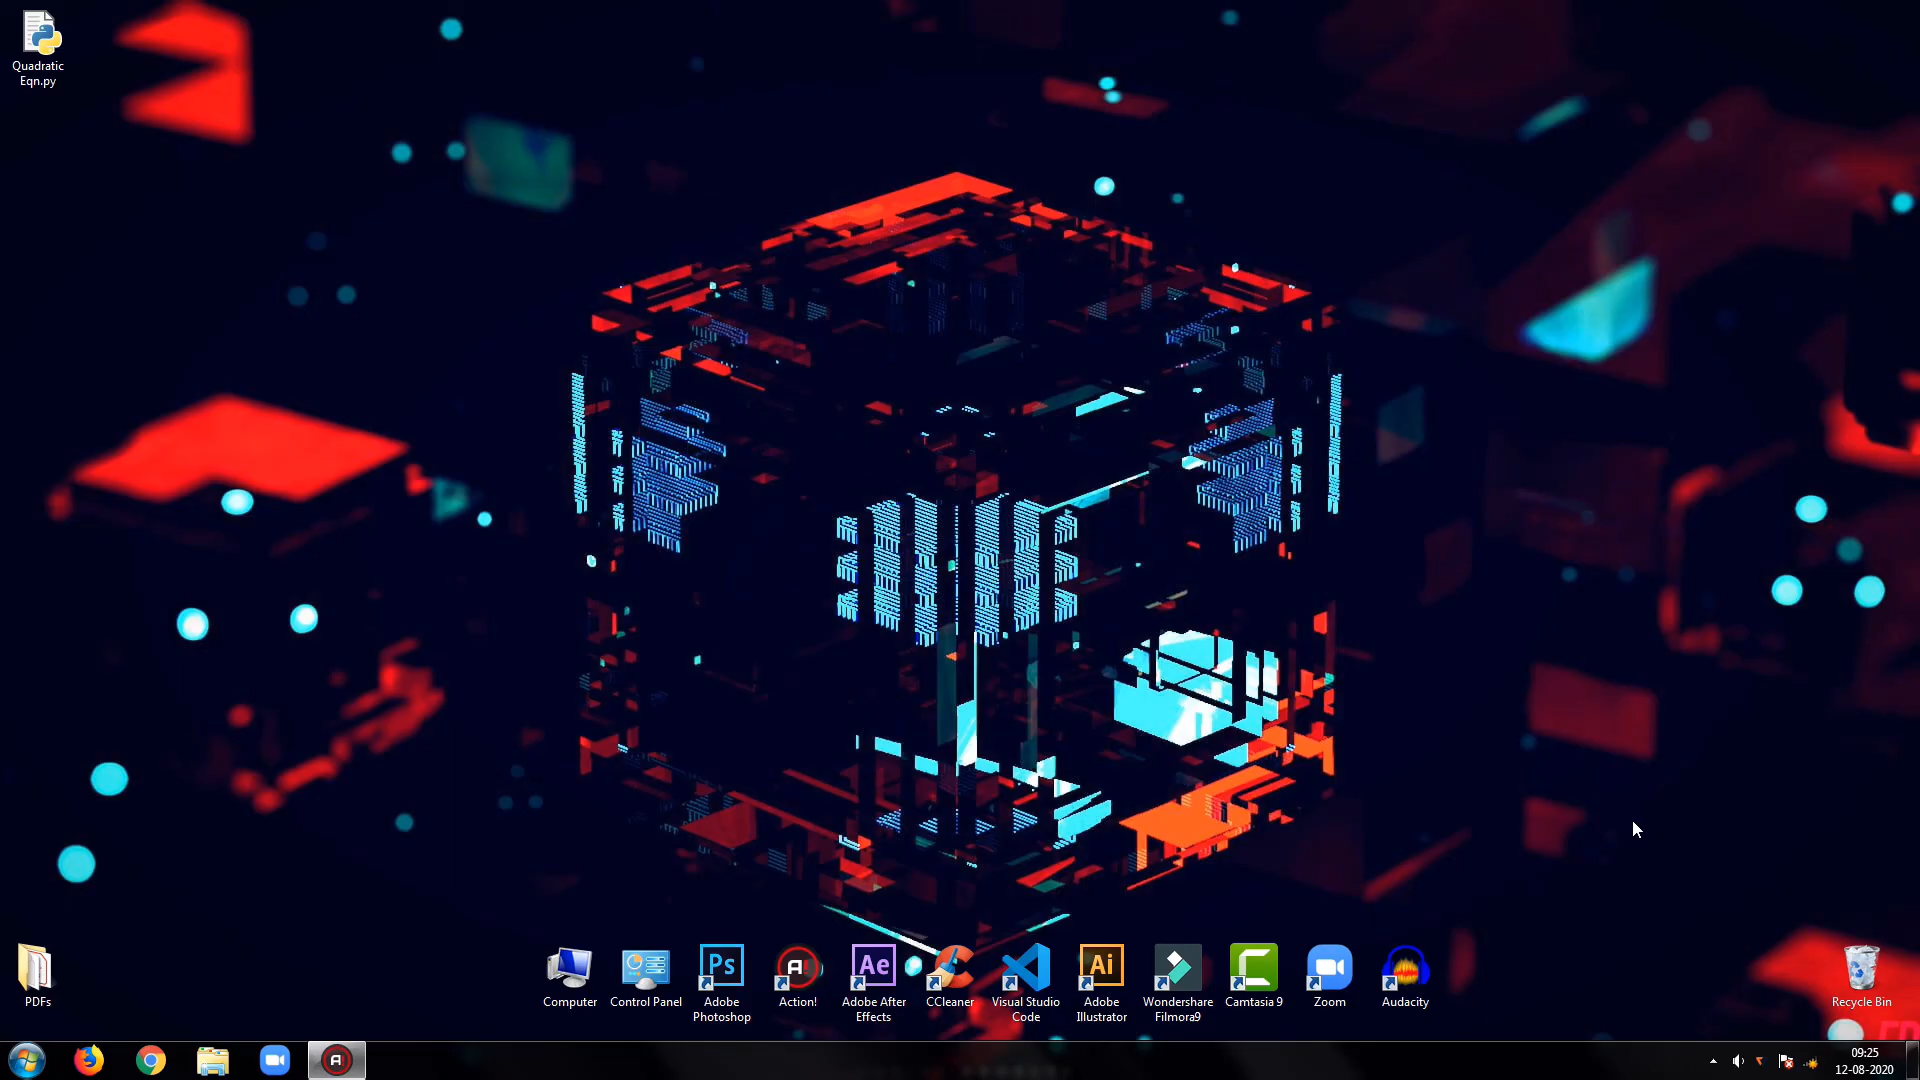 Quadratic
Eqn.py
PDFs
Computer
Control Panel
Ps
Adobe
Photoshop
A!
Action!
Ae
Adobe After
Effects
CCleaner
Visual Studio
Code
Ai
Adobe
Illustrator
Wondershare
Filmora9
Camtasia 9
Zoom
Audacity
Recycle Bin
A!
09:25
12-08-2020